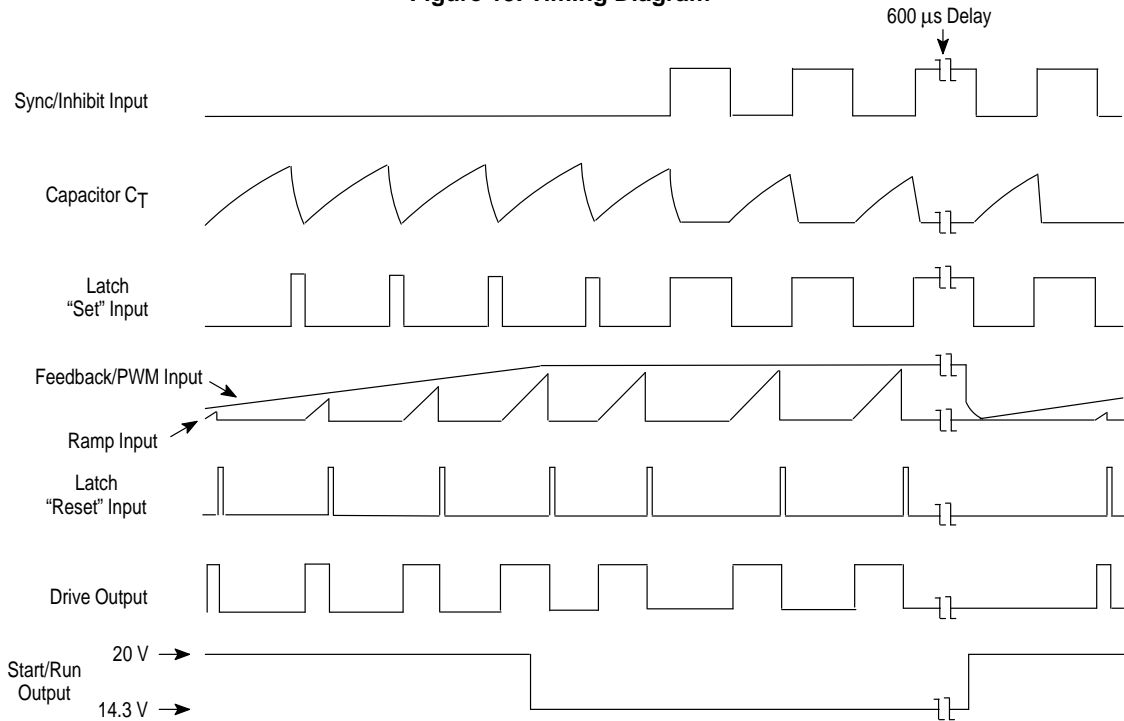 Figure 18. Timing Diagram
600 μs Delay
Sync/Inhibit Input
Capacitor CT
Latch
“Set” Input
Feedback/PWM Input
Ramp Input
Latch
“Reset” Input
Drive Output
20 V
Start/Run
Output
14.3 V